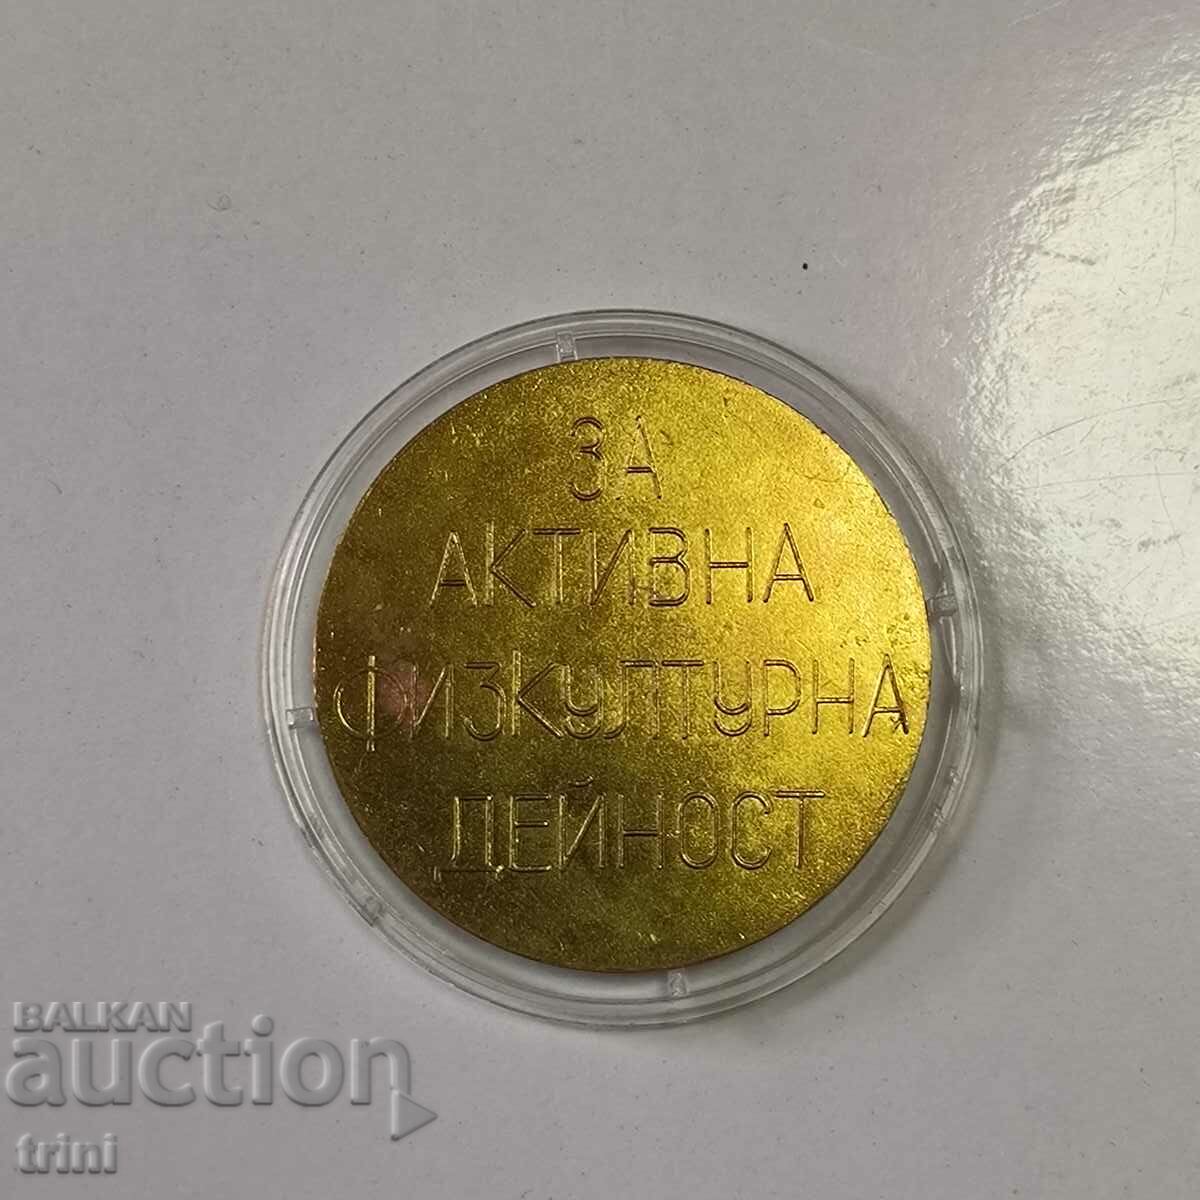 ЗА
АКТИВНА
ФИЗКУЛТУРНА
ДЕЙНОСТ
BALKAN
auction
trini